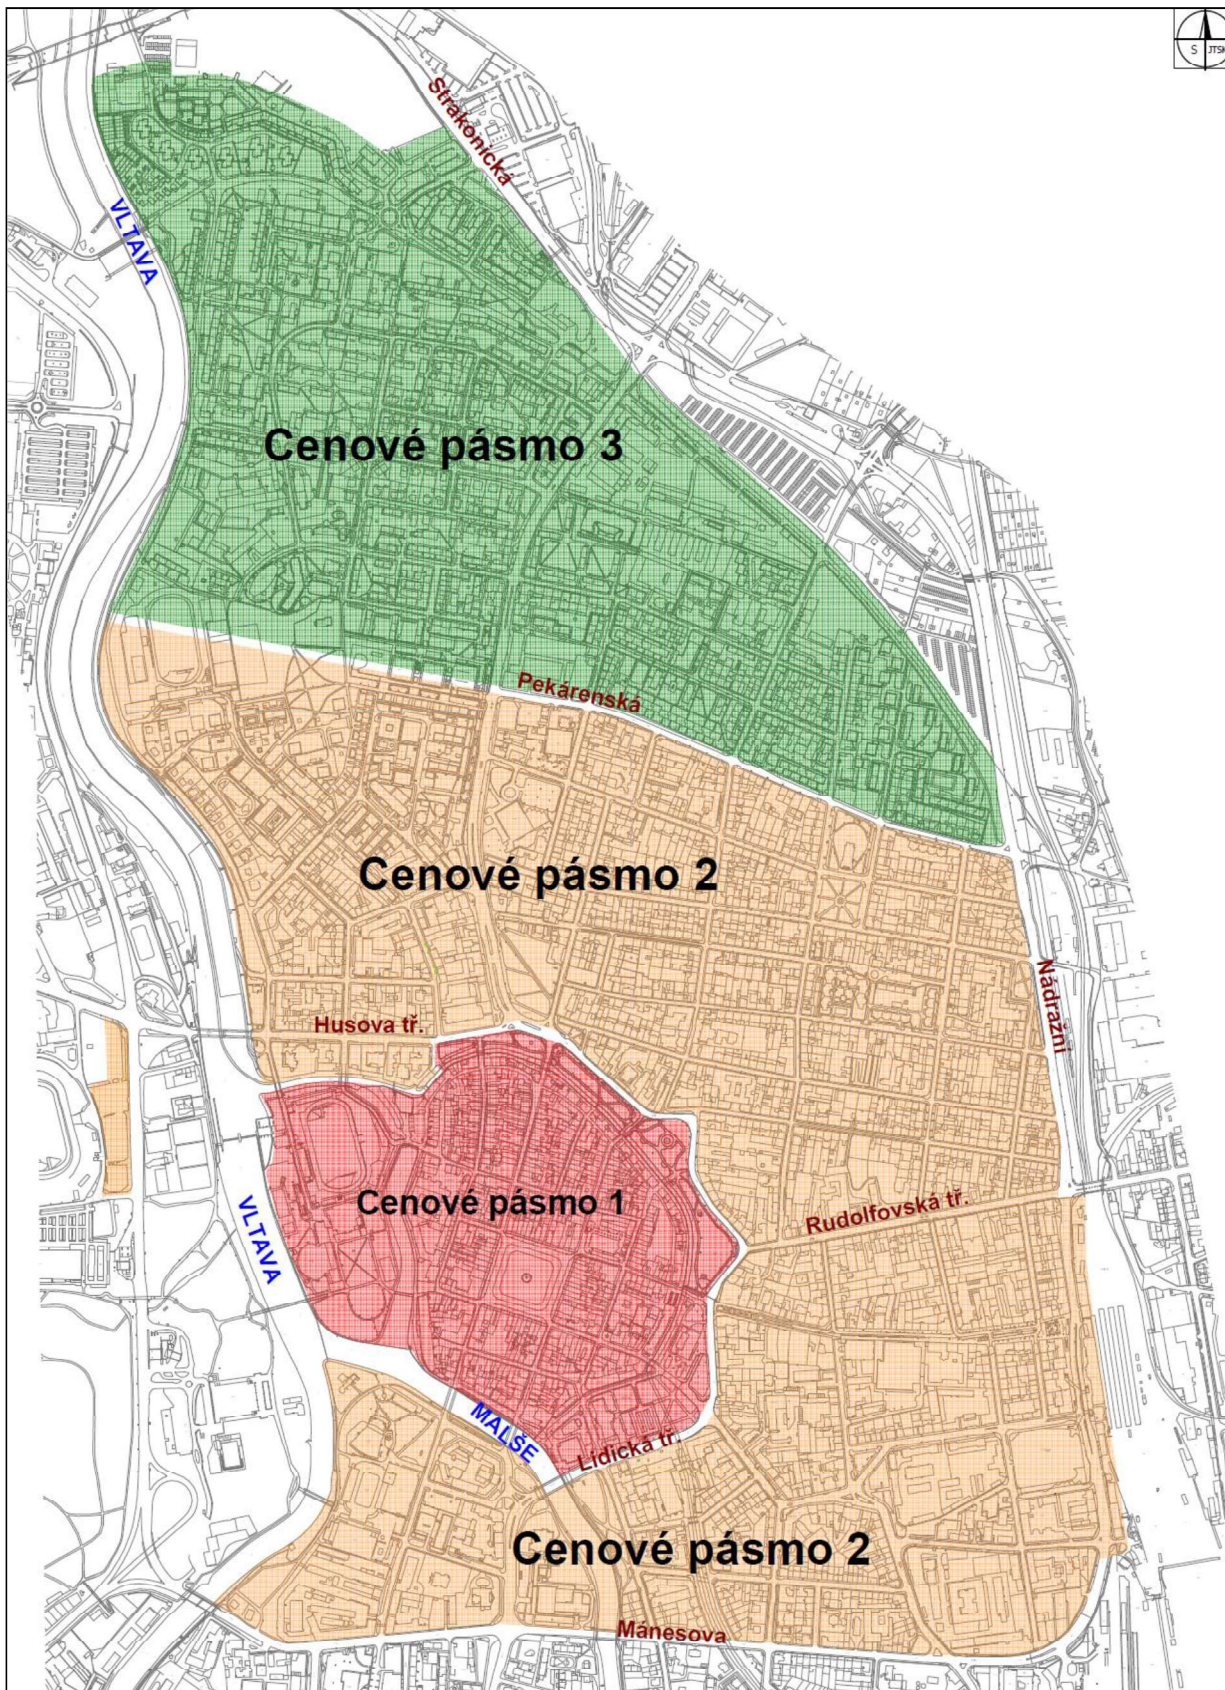 S JTSK
Strakonická
VLTAVA
Cenové pásmo 3
Pekárenská
Cenové pásmo 2
Nádražní
Husova tř.
Cenové pásmo 1
Rudolfovská tř.
VLTAVA
MALŠE
Lidická tř.
Cenové pásmo 2
Mánesova